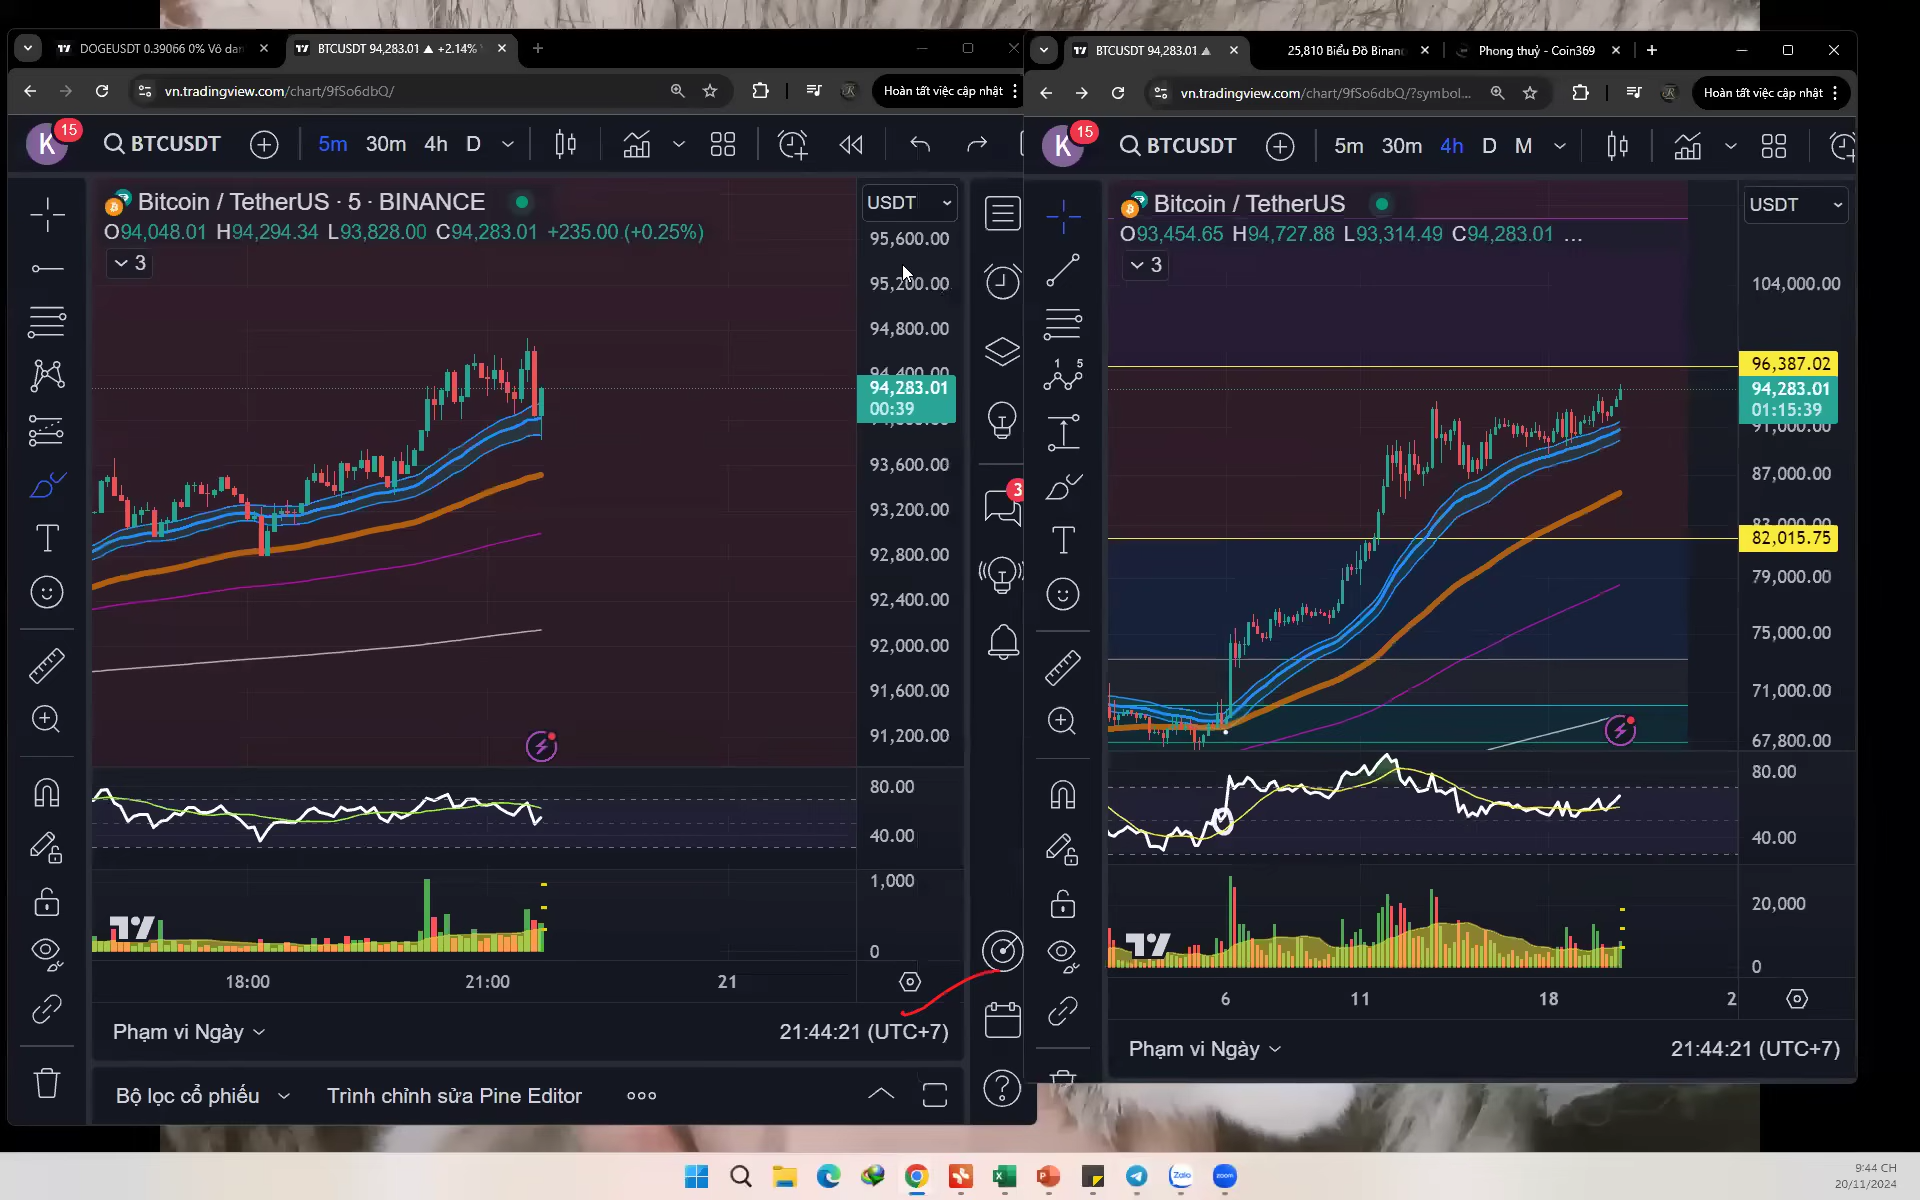 DOGEUSDT 0.39066 0% Vô dan
BTCUSDT 94,283.01 ▲ +2.14%
vn.tradingview.com/chart/9fSo6dbQ/
Hoàn tất việc cập nhật
K
15
BTCUSDT
5m 30m 4h D
Bitcoin / TetherUS · 5 · BINANCE
O94,048.01 H94,294.34 L93,828.00 C94,283.01 +235.00 (+0.25%)
3
USDT
95,600.00
95,200.00
94,800.00
94,400.00
94,283.01
00:39
93,600.00
93,200.00
92,800.00
92,400.00
92,000.00
91,600.00
91,200.00
80.00
40.00
1,000
0
18:00 21:00 21
Phạm vi Ngày
21:44:21 (UTC+7)
Bộ lọc cổ phiếu
Trình chỉnh sửa Pine Editor
3
BTCUSDT 94,283.01 ▲
25,810 Biểu Đồ Binan
Phong thuỷ - Coin369
vn.tradingview.com/chart/9fSo6dbQ/?symbol...
Hoàn tất việc cập nhật
K
15
BTCUSDT
5m 30m 4h D M
Bitcoin / TetherUS
O93,454.65 H94,727.88 L93,314.49 C94,283.01 ...
3
USDT
104,000.00
96,387.02
94,283.01
01:15:39
91,000.00
87,000.00
82,015.75
79,000.00
75,000.00
71,000.00
67,800.00
80.00
40.00
20,000
0
6 11 18 2
Phạm vi Ngày
21:44:21 (UTC+7)
Zalo
zoom
9:44 CH
20/11/2024